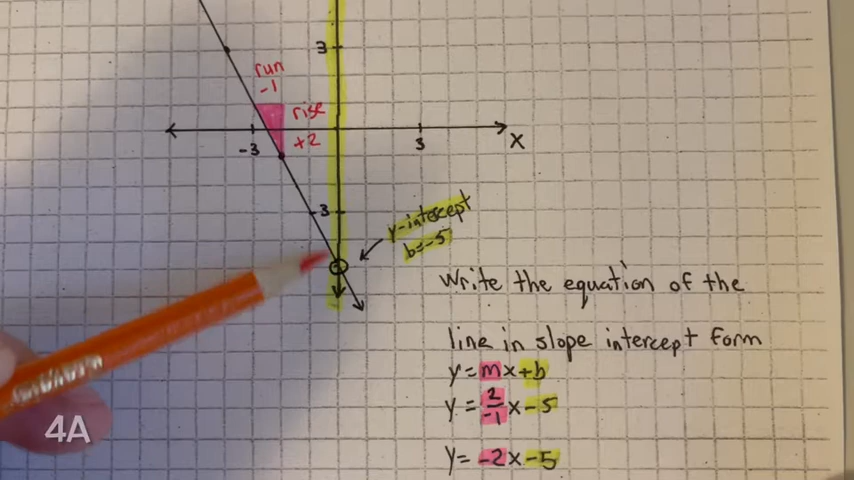 3
run
-1
rise
+2
-3
3
x
-3
y-intercept
b=-5
Write the equation of the
line in slope intercept form
y = mx+b
y = 2/-1 x - 5
y = -2x - 5
4A